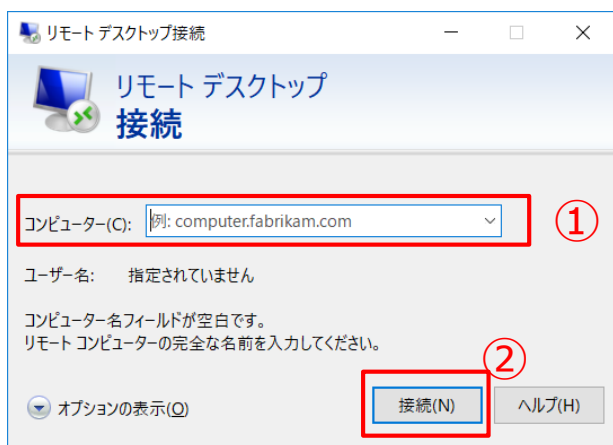 リモート デスクトップ接続
リモート デスクトップ
接続
コンピューター(C): 例: computer.fabrikam.com
①
ユーザー名: 指定されていません
コンピューター名フィールドが空白です。
リモート コンピューターの完全な名前を入力してください。
②
オプションの表示(O) 接続(N) ヘルプ(H)